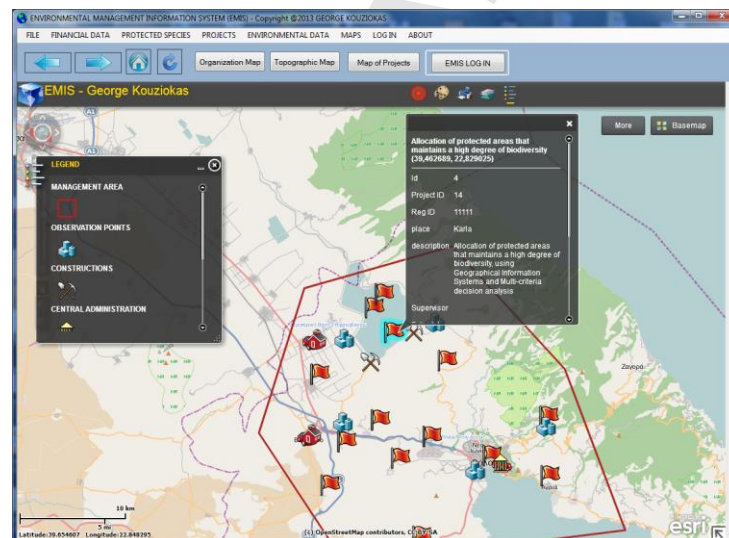 ENVIRONMENTAL MANAGEMENT INFORMATION SYSTEM (EMIS) - Copyright @2013 GEORGE KOUZIOKAS
FILE FINANCIAL DATA PROTECTED SPECIES PROJECTS ENVIRONMENTAL DATA MAPS LOG IN ABOUT
Organization Map Topographic Map Map of Projects EMIS LOG IN
EMIS - George Kouziokas
More Basemap
LEGEND
MANAGEMENT AREA
OBSERVATION POINTS
CONSTRUCTIONS
CENTRAL ADMINISTRATION
Allocation of protected areas that
maintains a high degree of biodiversity
(39,462689, 22,829025)
Id 4
Project ID 14
Reg ID 11111
place Karla
description Allocation of protected areas
that maintains a high degree of
biodiversity, using
Geographical Information
Systems and Multi-criteria
decision analysis
Supervisor
Ζαγορά
10 km
5 mi
Latitude:39.654607 Longitude:22.848295
(c) OpenStreetMap contributors, CC-BY-SA
esri